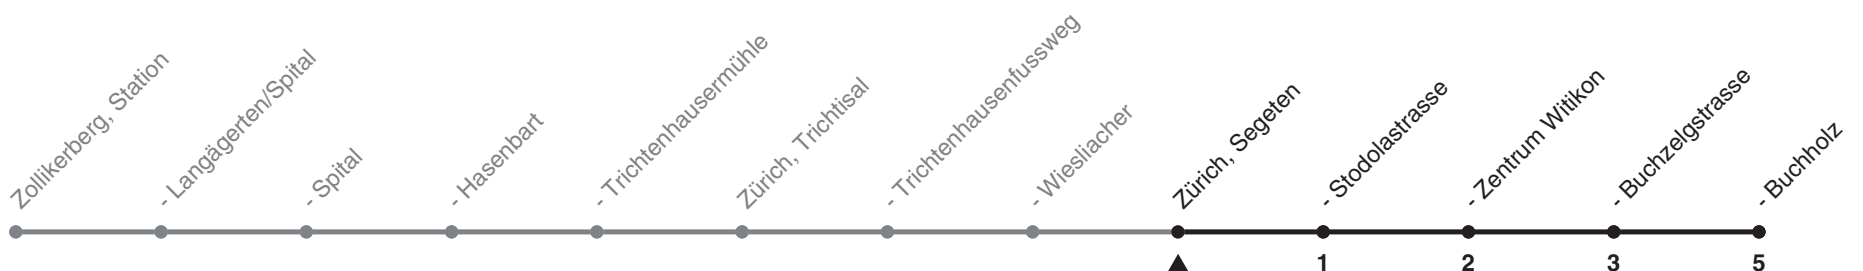 Zollikerberg, Station
- Langägerten/Spital
- Spital
- Hasenbart
- Trichtenhausermühle
Zürich, Trichtisal
- Trichtenhausenfussweg
- Wiesliacher
Zürich, Segeten
- Stodolastrasse
- Zentrum Witikon
- Buchzelgstrasse
- Buchholz
1 2 3 5